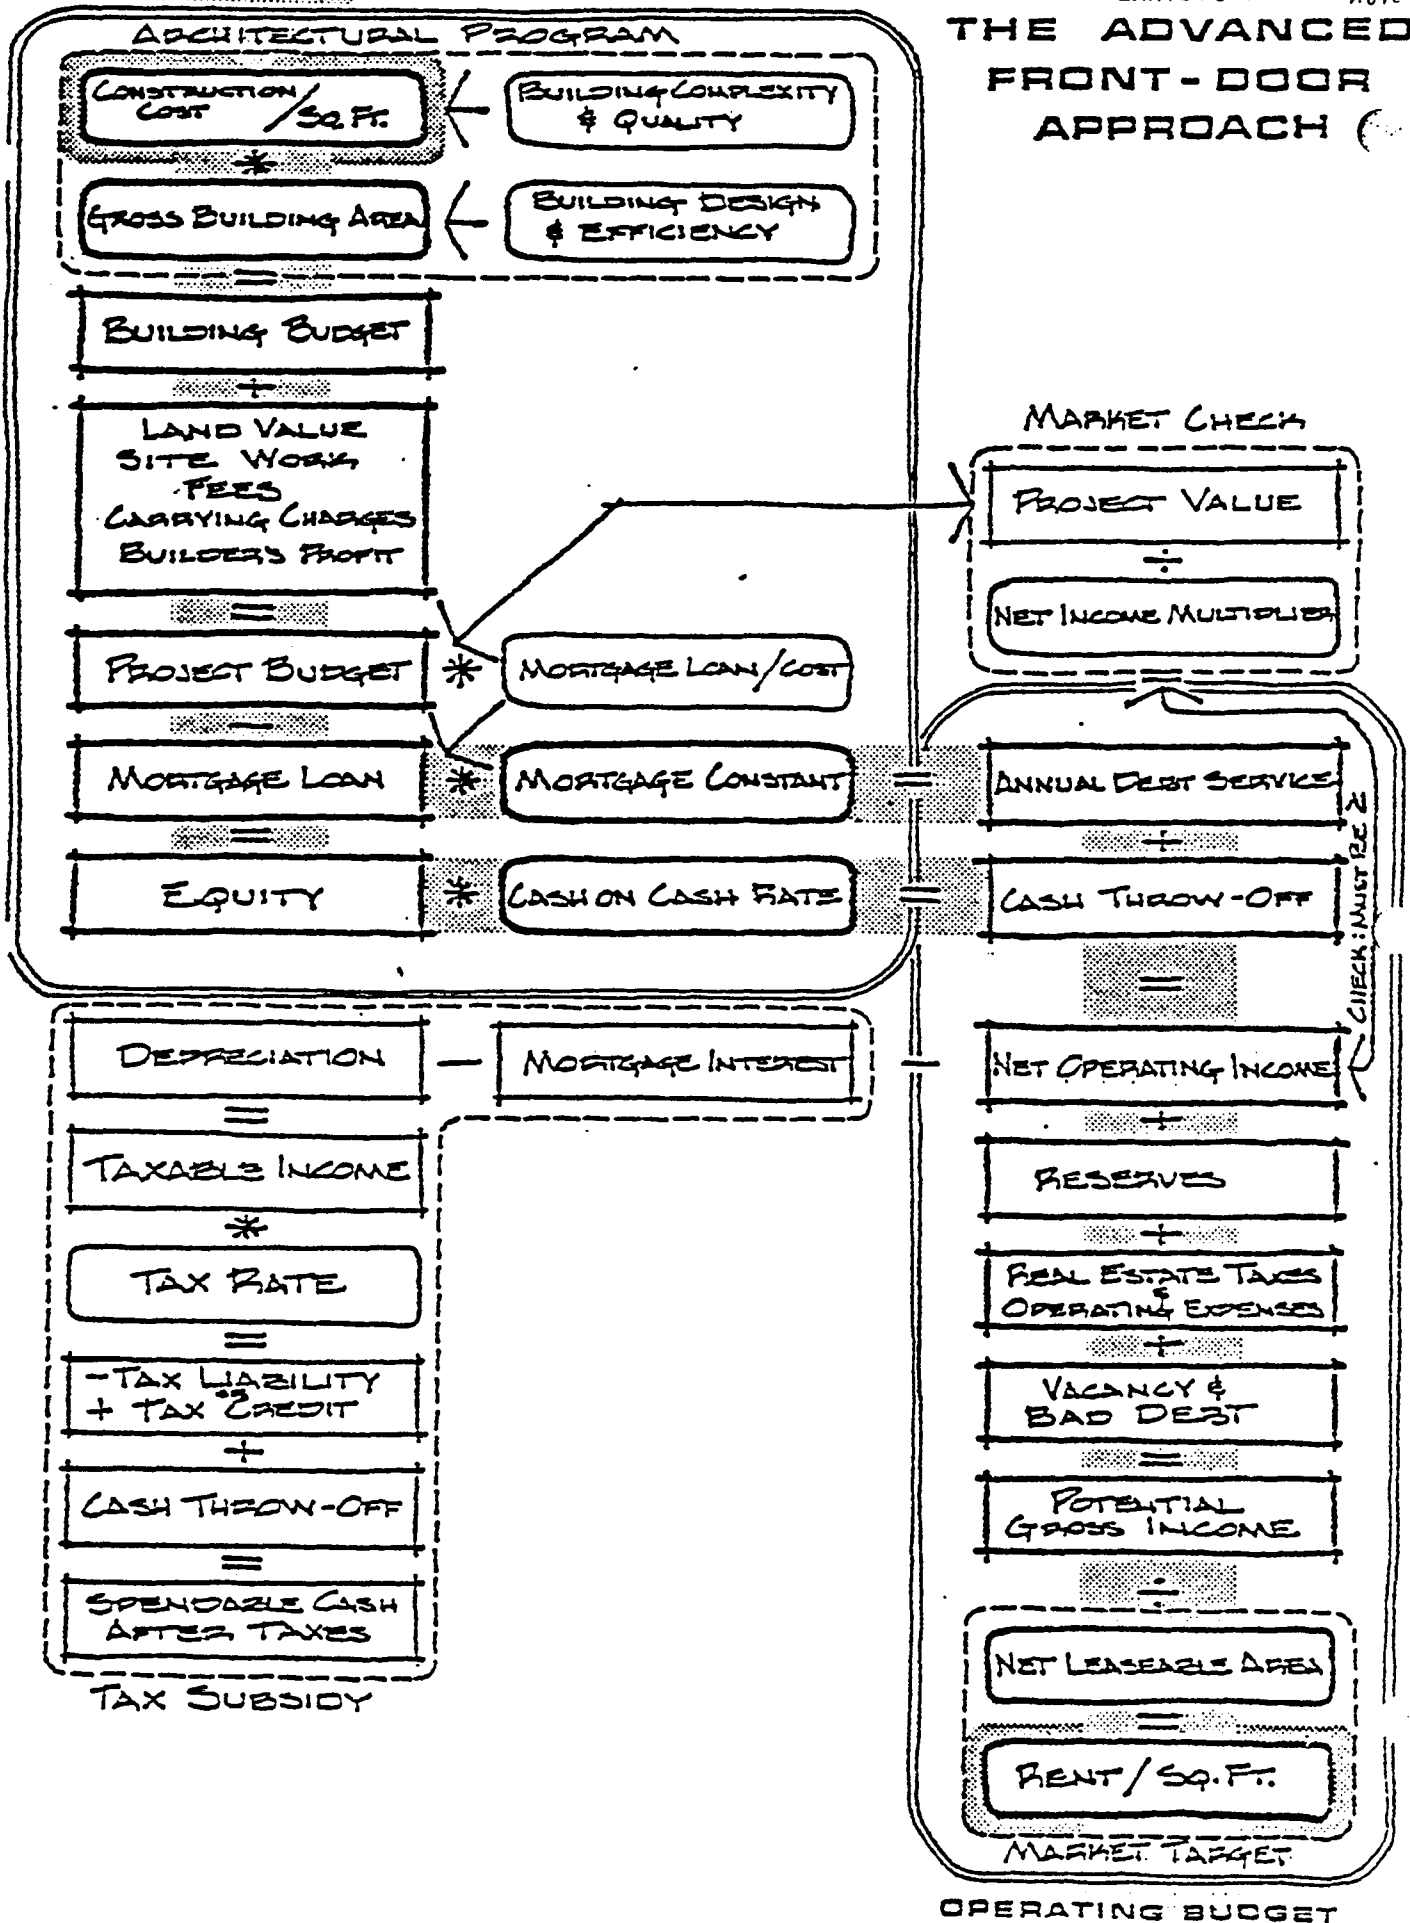 THE ADVANCED
FRONT-DOOR
APPROACH
ARCHITECTURAL PROGRAM
CONSTRUCTION
COST /SQ.FT.
BUILDING COMPLEXITY
& QUALITY
*
GROSS BUILDING AREA
BUILDING DESIGN
& EFFICIENCY
=
BUILDING BUDGET
+
LAND VALUE
SITE WORK
FEES
CARRYING CHARGES
BUILDER'S PROFIT
=
PROJECT BUDGET * MORTGAGE LOAN/COST
-
MORTGAGE LOAN * MORTGAGE CONSTANT =
=
EQUITY * CASH ON CASH RATE =
MARKET CHECK
PROJECT VALUE
÷
NET INCOME MULTIPLIER
ANNUAL DEBT SERVICE
+
CASH THROW-OFF
=
CHECK: MUST BE ≥
NET OPERATING INCOME
+
RESERVES
+
REAL ESTATE TAXES
&
OPERATING EXPENSES
+
VACANCY &
BAD DEBT
=
POTENTIAL
GROSS INCOME
÷
NET LEASEABLE AREA
=
RENT/SQ.FT.
MARKET TARGET
OPERATING BUDGET
DEPRECIATION - MORTGAGE INTEREST -
=
TAXABLE INCOME
*
TAX RATE
=
-TAX LIABILITY
OR
+ TAX CREDIT
+
CASH THROW-OFF
=
SPENDABLE CASH
AFTER TAXES
TAX SUBSIDY